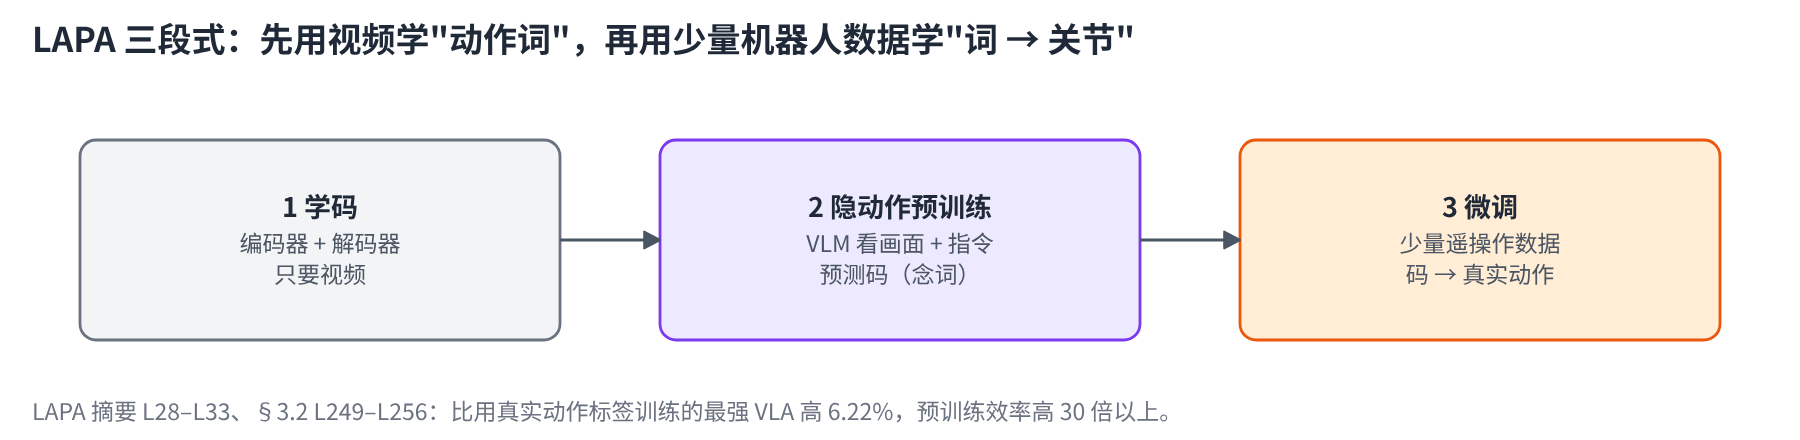 LAPA 三段式：先用视频学"动作词"，再用少量机器人数据学"词 → 关节"
1 学码
编码器 + 解码器
只要视频
2 隐动作预训练
VLM 看画面 + 指令
预测码（念词）
3 微调
少量遥操作数据
码 → 真实动作
LAPA 摘要 L28–L33、 § 3.2 L249–L256：比用真实动作标签训练的最强 VLA 高 6.22%，预训练效率高 30 倍以上。